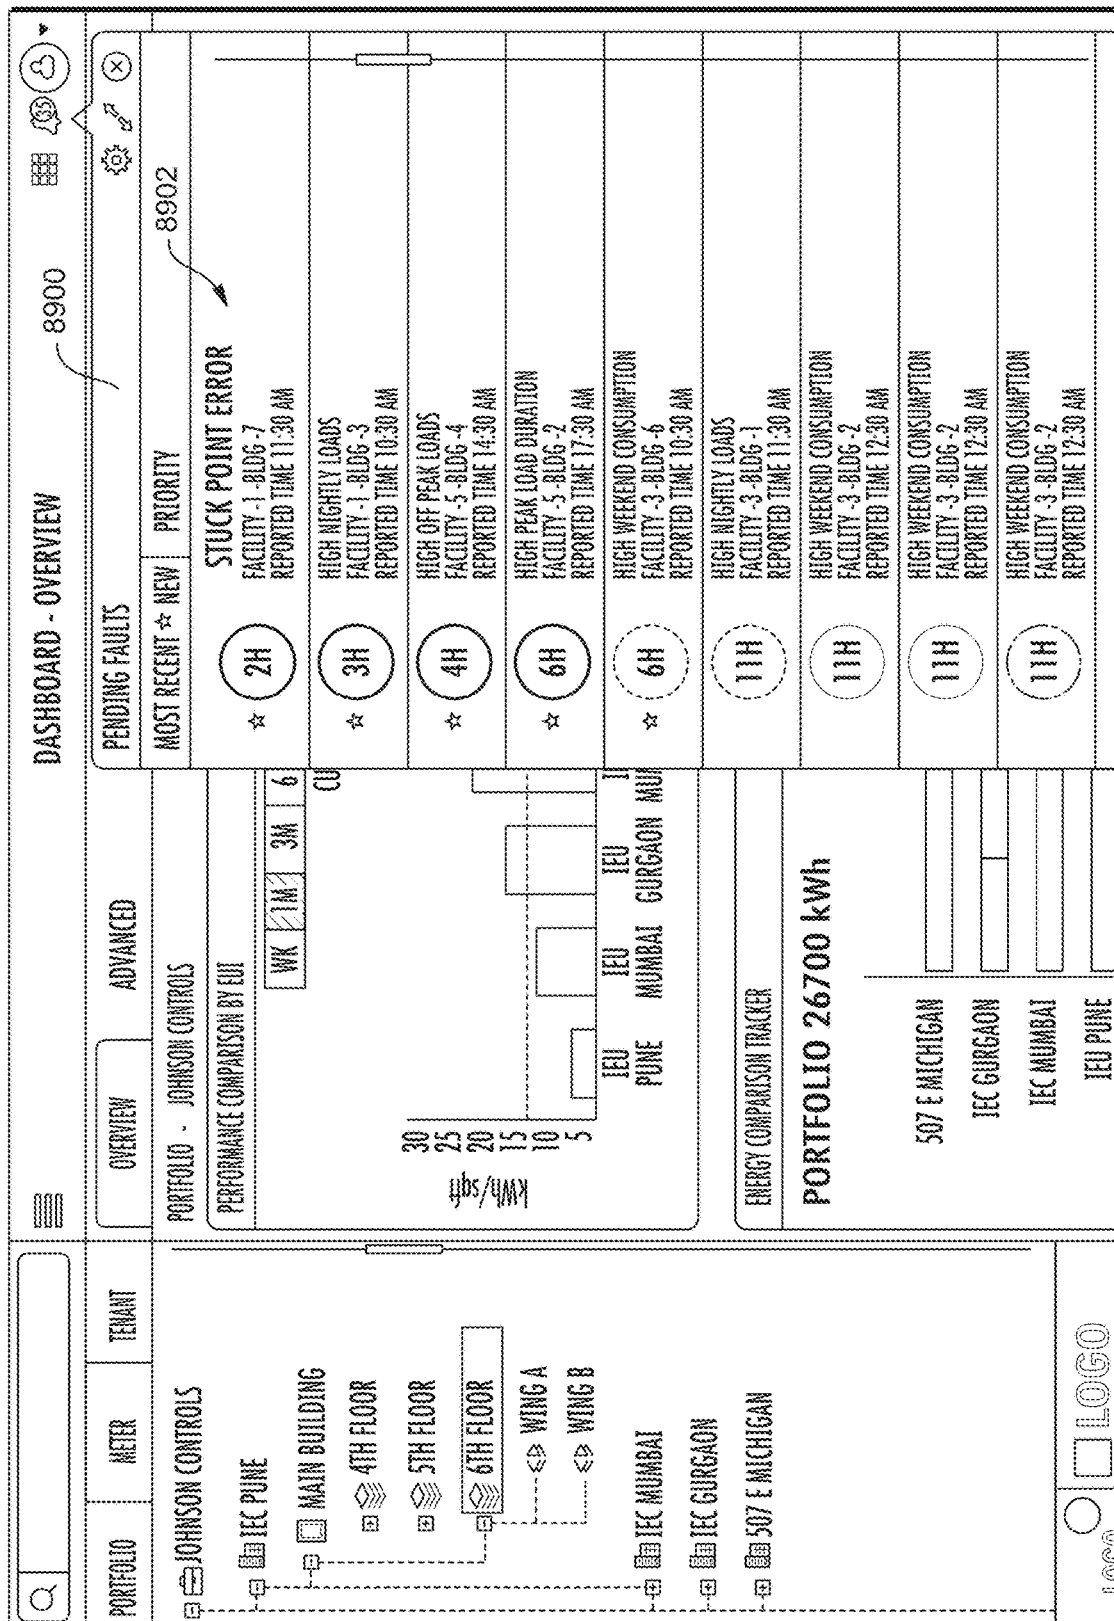 DASHBOARD - OVERVIEW
35
8900
PORTFOLIO
METER
TENANT
OVERVIEW
ADVANCED
JOHNSON CONTROLS
IEC PUNE
MAIN BUILDING
4TH FLOOR
5TH FLOOR
6TH FLOOR
WING A
WING B
IEC MUMBAI
IEC GURGAON
507 E MICHIGAN
LOGO
LOGO
PORTFOLIO - JOHNSON CONTROLS
PERFORMANCE COMPARISON BY EUI
WK 1M 3M 6
CU
kWh/sqft
30
25
20
15
10
5
IEU
PUNE
IEU
MUMBAI
IEU
GURGAON
I
MU
ENERGY COMPARISON TRACKER
PORTFOLIO 26700 kWh
507 E MICHIGAN
IEC GURGAON
IEC MUMBAI
IEU PUNE
PENDING FAULTS
MOST RECENT ☆ NEW
PRIORITY
8902
☆ 2H
STUCK POINT ERROR
FACILITY -1 -BLDG -7
REPORTED TIME 11:30 AM
☆ 3H
HIGH NIGHTLY LOADS
FACILITY -1 -BLDG -3
REPORTED TIME 10:30 AM
☆ 4H
HIGH OFF PEAK LOADS
FACILITY -5 -BLDG -4
REPORTED TIME 14:30 AM
☆ 6H
HIGH PEAK LOAD DURATION
FACILITY -5 -BLDG -2
REPORTED TIME 17:30 AM
☆ 6H
HIGH WEEKEND CONSUMPTION
FACILITY -3 -BLDG -6
REPORTED TIME 10:30 AM
11H
HIGH NIGHTLY LOADS
FACILITY -3 -BLDG -1
REPORTED TIME 11:30 AM
11H
HIGH WEEKEND CONSUMPTION
FACILITY -3 -BLDG -2
REPORTED TIME 12:30 AM
11H
HIGH WEEKEND CONSUMPTION
FACILITY -3 -BLDG -2
REPORTED TIME 12:30 AM
11H
HIGH WEEKEND CONSUMPTION
FACILITY -3 -BLDG -2
REPORTED TIME 12:30 AM